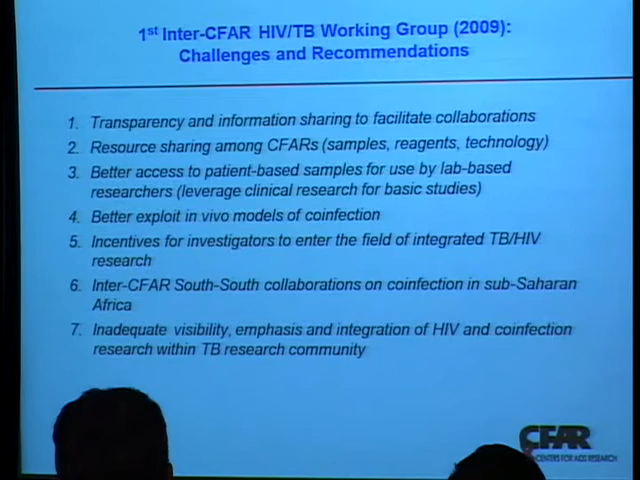 1st Inter-CFAR HIV/TB Working Group (2009):
Challenges and Recommendations
1. Transparency and information sharing to facilitate collaborations
2. Resource sharing among CFARs (samples, reagents, technology)
3. Better access to patient-based samples for use by lab-based
researchers (leverage clinical research for basic studies)
4. Better exploit in vivo models of coinfection
5. Incentives for investigators to enter the field of integrated TB/HIV
research
6. Inter-CFAR South-South collaborations on coinfection in sub-Saharan
Africa
7. Inadequate visibility, emphasis and integration of HIV and coinfection
research within TB research community
CFAR
CENTERS FOR AIDS RESEARCH